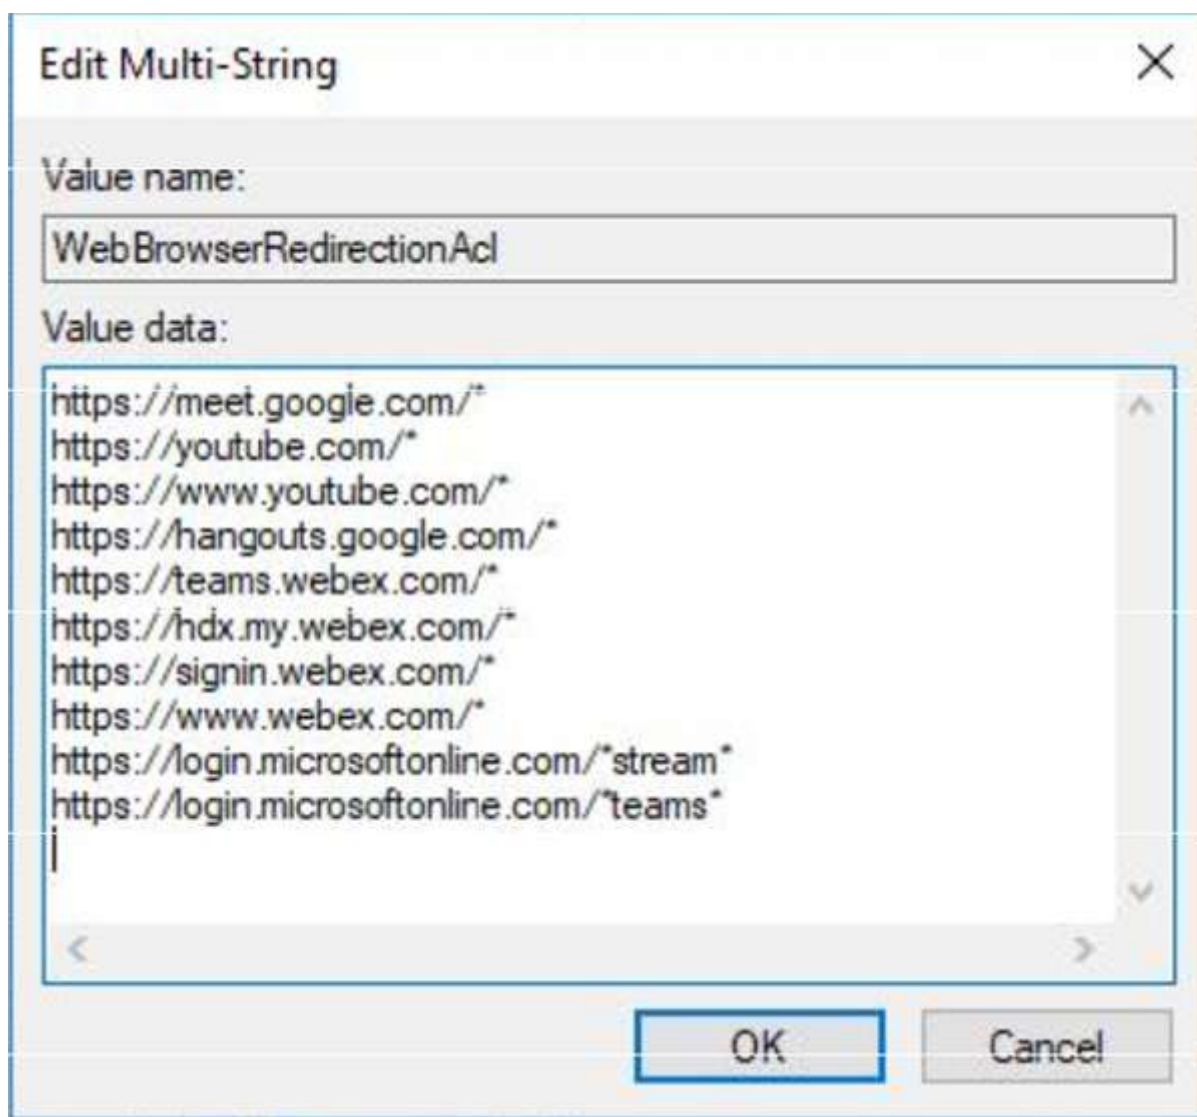 Edit Multi-String
Value name:
WebBrowserRedirectionAcl
Value data:
https://meet.google.com/*
https://youtube.com/*
https://www.youtube.com/*
https://hangouts.google.com/*
https://teams.webex.com/*
https://hdx.my.webex.com/*
https://signin.webex.com/*
https://www.webex.com/*
https://login.microsoftonline.com/*stream*
https://login.microsoftonline.com/*teams*
OK Cancel